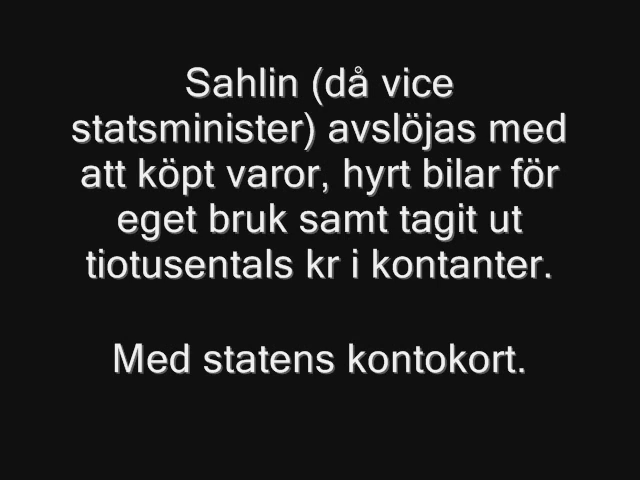 Sahlin (då vice
statsminister) avslöjas med
att köpt varor, hyrt bilar för
eget bruk samt tagit ut
tiotusentals kr i kontanter.
Med statens kontokort.